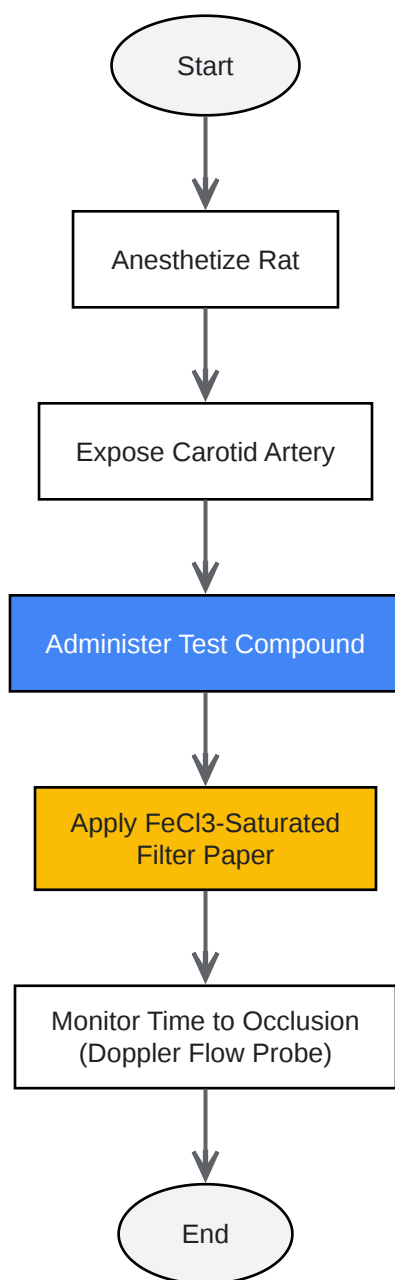 Start
Anesthetize Rat
Expose Carotid Artery
Administer Test Compound
Apply FeCl3-Saturated
Filter Paper
Monitor Time to Occlusion
(Doppler Flow Probe)
End